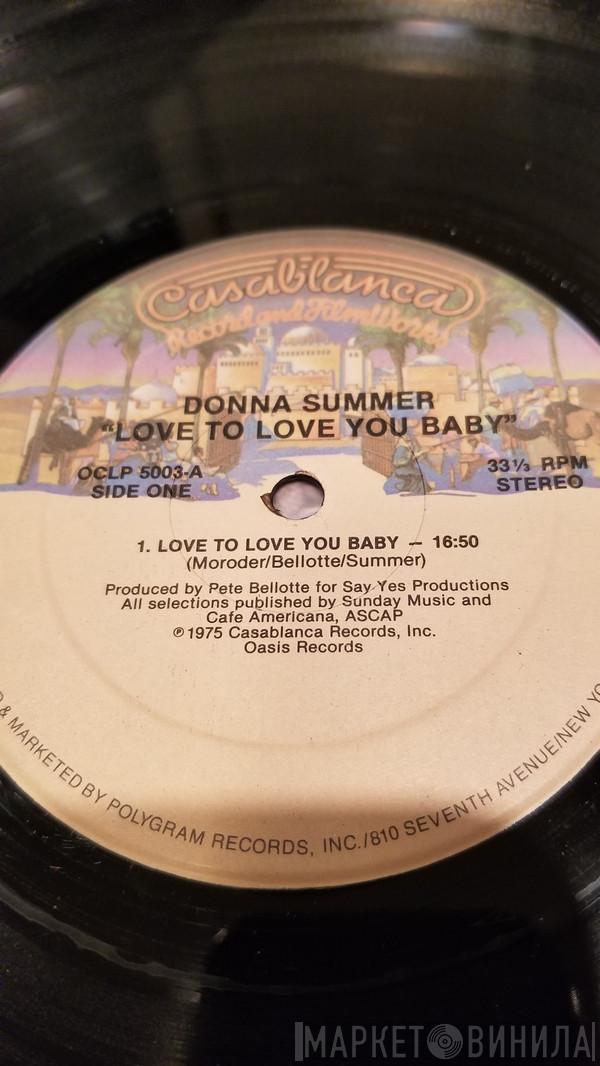 Casablanca
Record and FilmWorks
DONNA SUMMER
"LOVE TO LOVE YOU BABY"
OCLP 5003-A
SIDE ONE
33⅓ RPM
STEREO
1. LOVE TO LOVE YOU BABY — 16:50
(Moroder/Bellotte/Summer)
Produced by Pete Bellotte for Say Yes Productions
All selections published by Sunday Music and
Cafe Americana, ASCAP
℗ 1975 Casablanca Records, Inc.
Oasis Records
& MARKETED BY POLYGRAM RECORDS, INC./810 SEVENTH AVENUE/NEW
МАРКЕТ ВИНИЛА